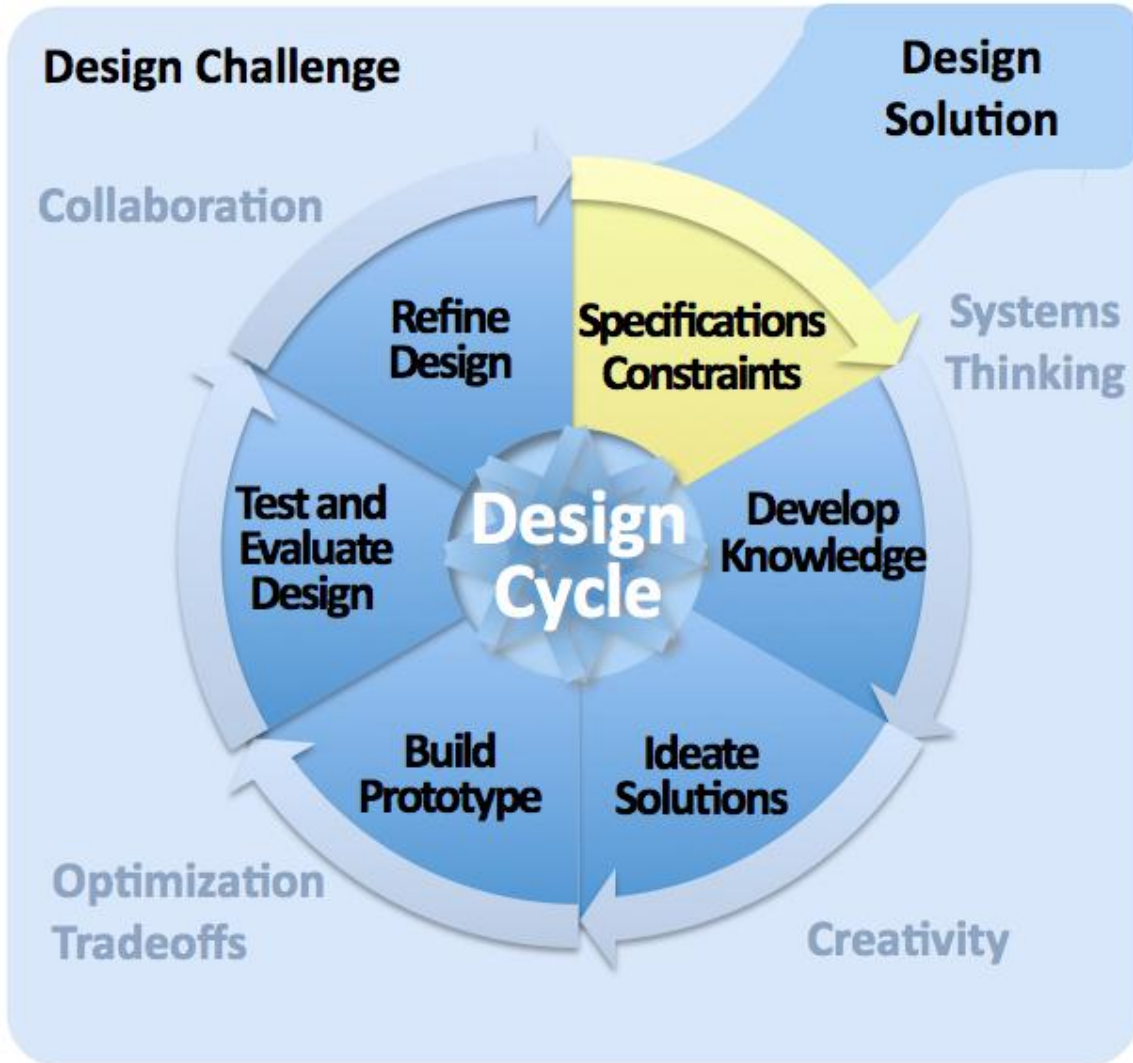 Design Challenge
Design
Solution
Collaboration
Systems
Thinking
Refine
Design
Specifications
Constraints
Test and
Evaluate
Design
Design
Cycle
Develop
Knowledge
Build
Prototype
Ideate
Solutions
Optimization
Tradeoffs
Creativity